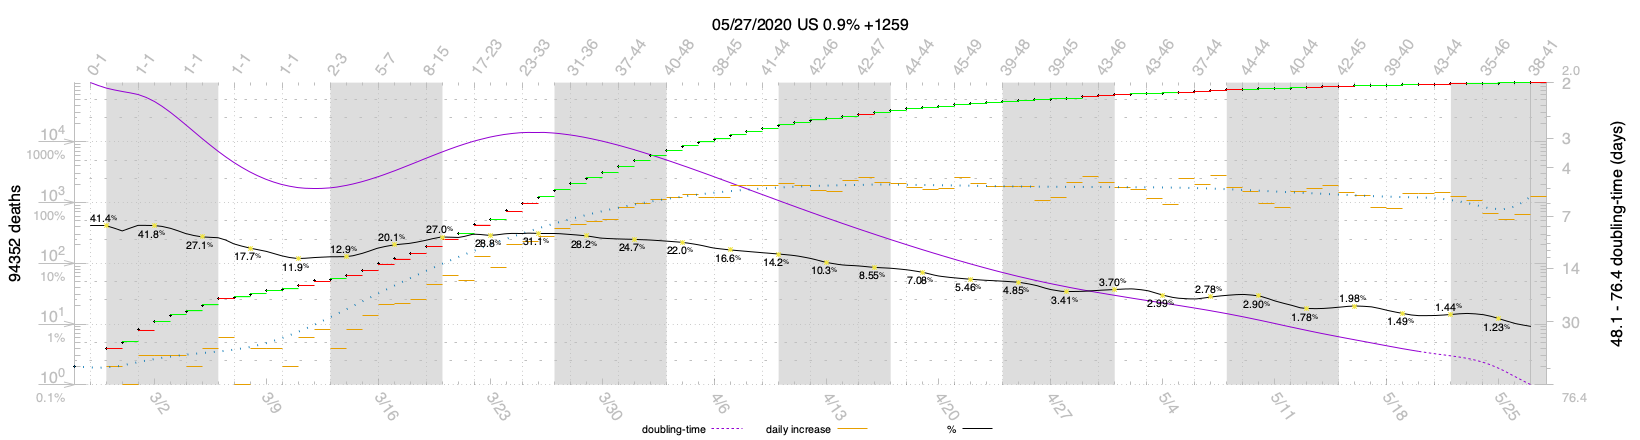 05/27/2020 US 0.9% +1259
0-1 1-1 1-1 1-1 1-1 2-3 5-7 8-15 17-23 23-33 31-36 37-44 40-48 38-45 41-44 42-46 42-47 44-44 45-49 39-48 39-45 43-46 43-46 37-44 44-44 40-44 42-45 39-40 43-44 35-46 38-41
94352 deaths
10^4
1000%
10^3
100%
10^2
10%
10^1
1%
10^0
0.1%
41.4% 41.8% 27.1% 17.7% 11.9% 12.9% 20.1% 27.0% 28.8% 31.1% 28.2% 24.7% 22.0% 16.6% 14.2% 10.3% 8.55% 7.08% 5.46% 4.85% 3.41% 3.70% 2.99% 2.78% 2.90% 1.78% 1.98% 1.49% 1.44% 1.23%
2.0
2
3
4
7
14
30
76.4
48.1 - 76.4 doubling-time (days)
3/2 3/9 3/16 3/23 3/30 4/6 4/13 4/20 4/27 5/4 5/11 5/18 5/25
doubling-time daily increase %